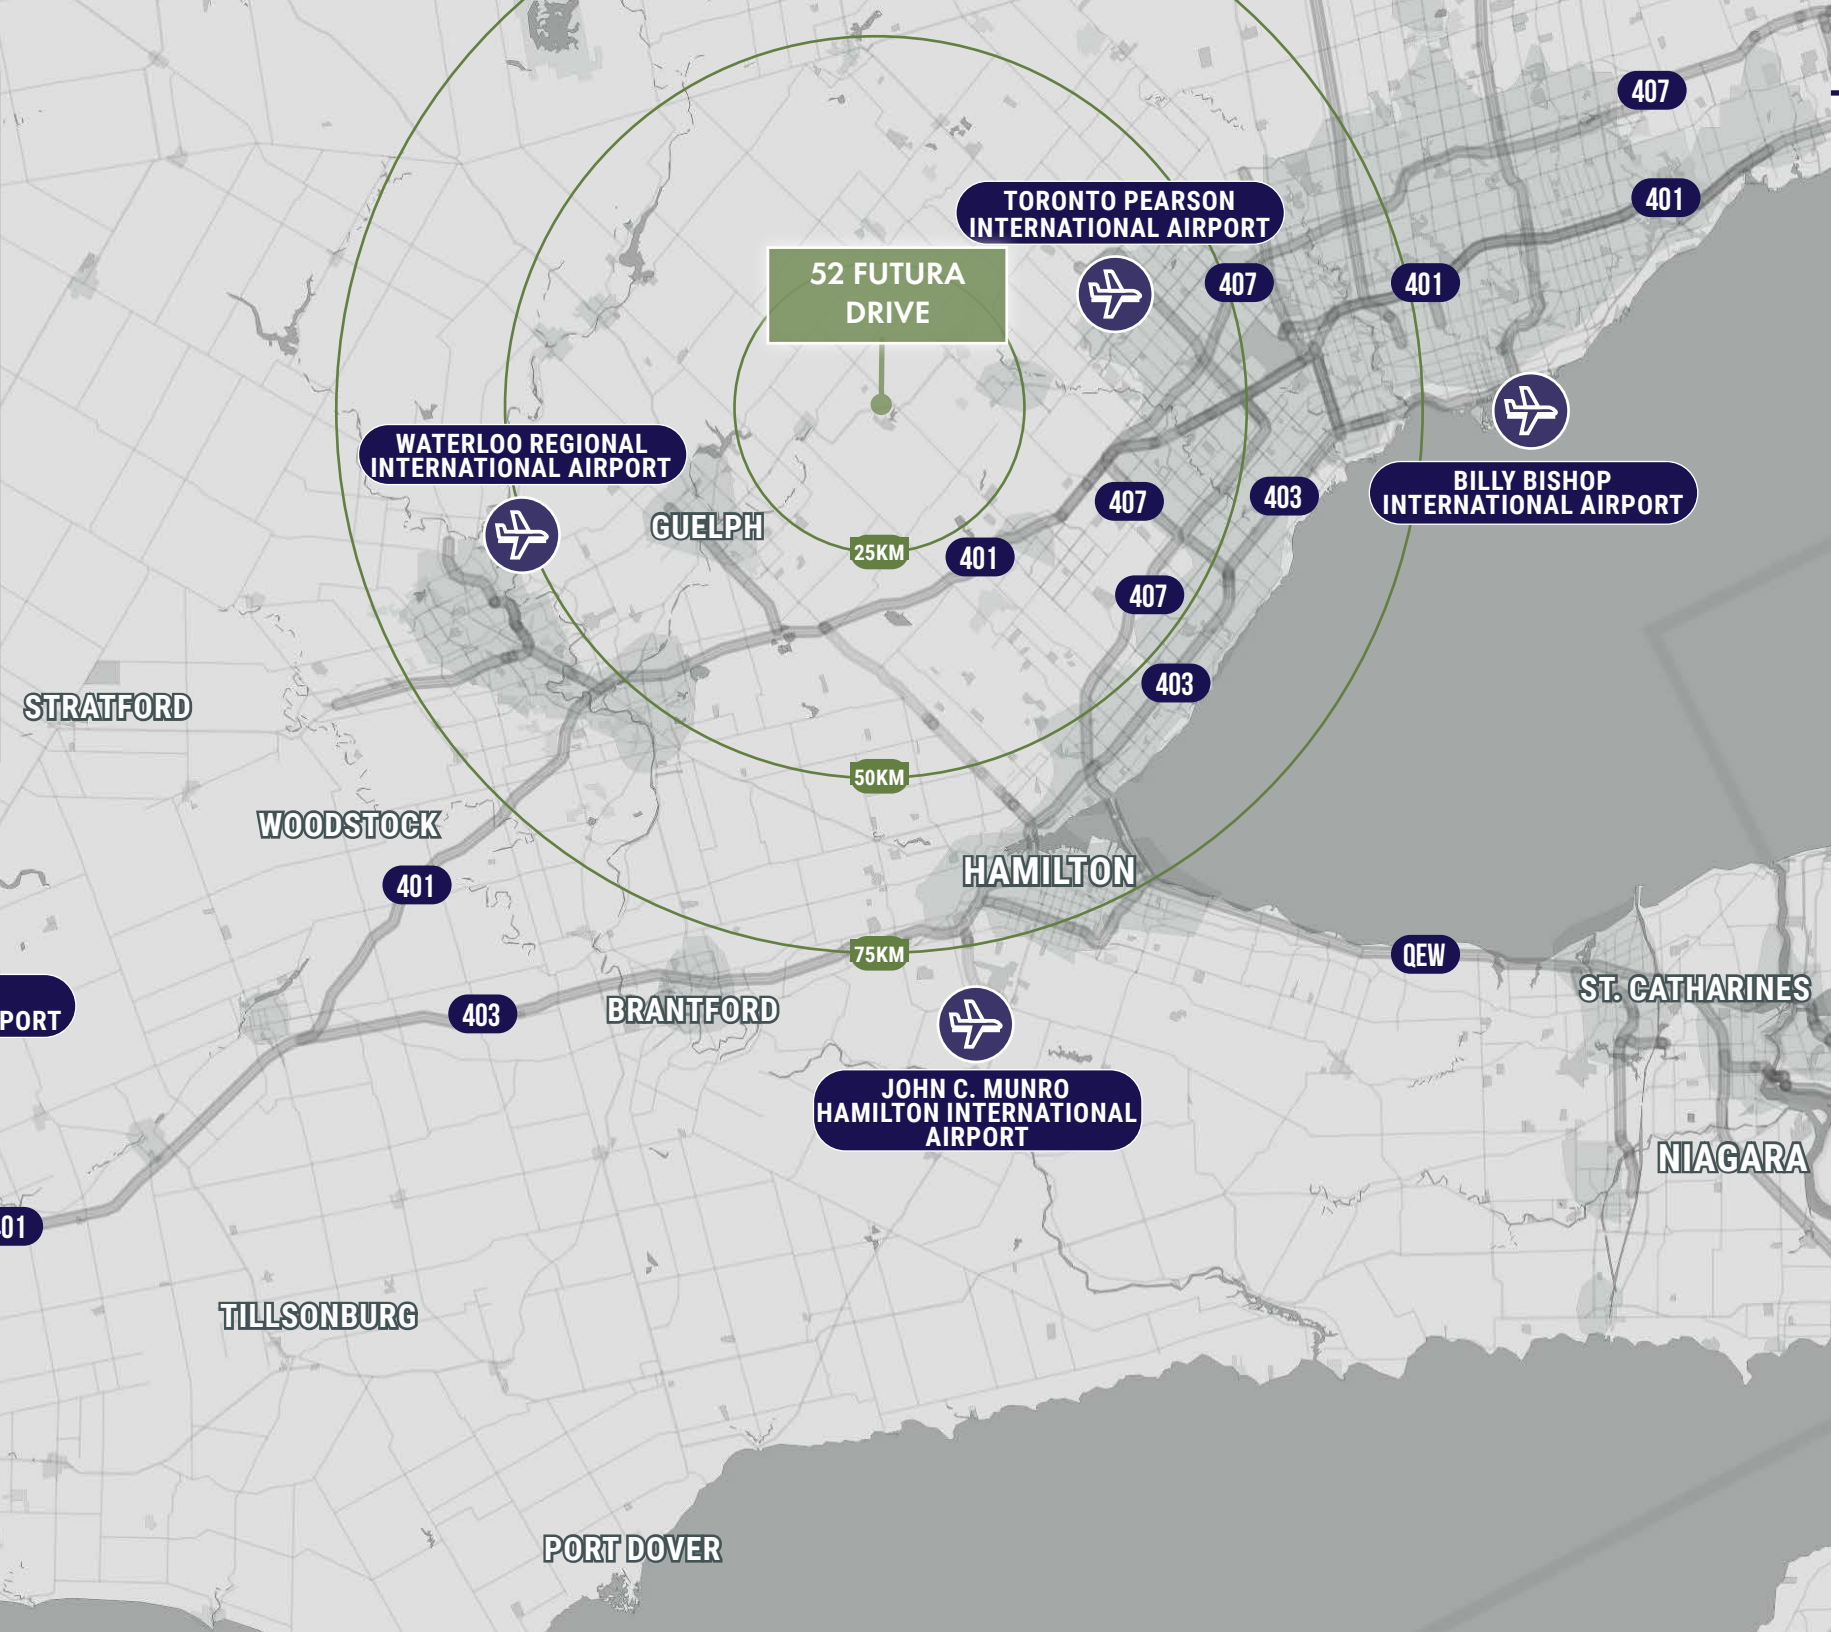 407
TORONTO PEARSON
INTERNATIONAL AIRPORT
401
52 FUTURA
DRIVE
407
401
WATERLOO REGIONAL
INTERNATIONAL AIRPORT
BILLY BISHOP
INTERNATIONAL AIRPORT
407
403
GUELPH
25KM
401
407
403
STRATFORD
50KM
WOODSTOCK
HAMILTON
401
75KM
QEW
ST. CATHARINES
PORT
403
BRANTFORD
JOHN C. MUNRO
HAMILTON INTERNATIONAL
AIRPORT
NIAGARA
01
TILLSONBURG
PORT DOVER